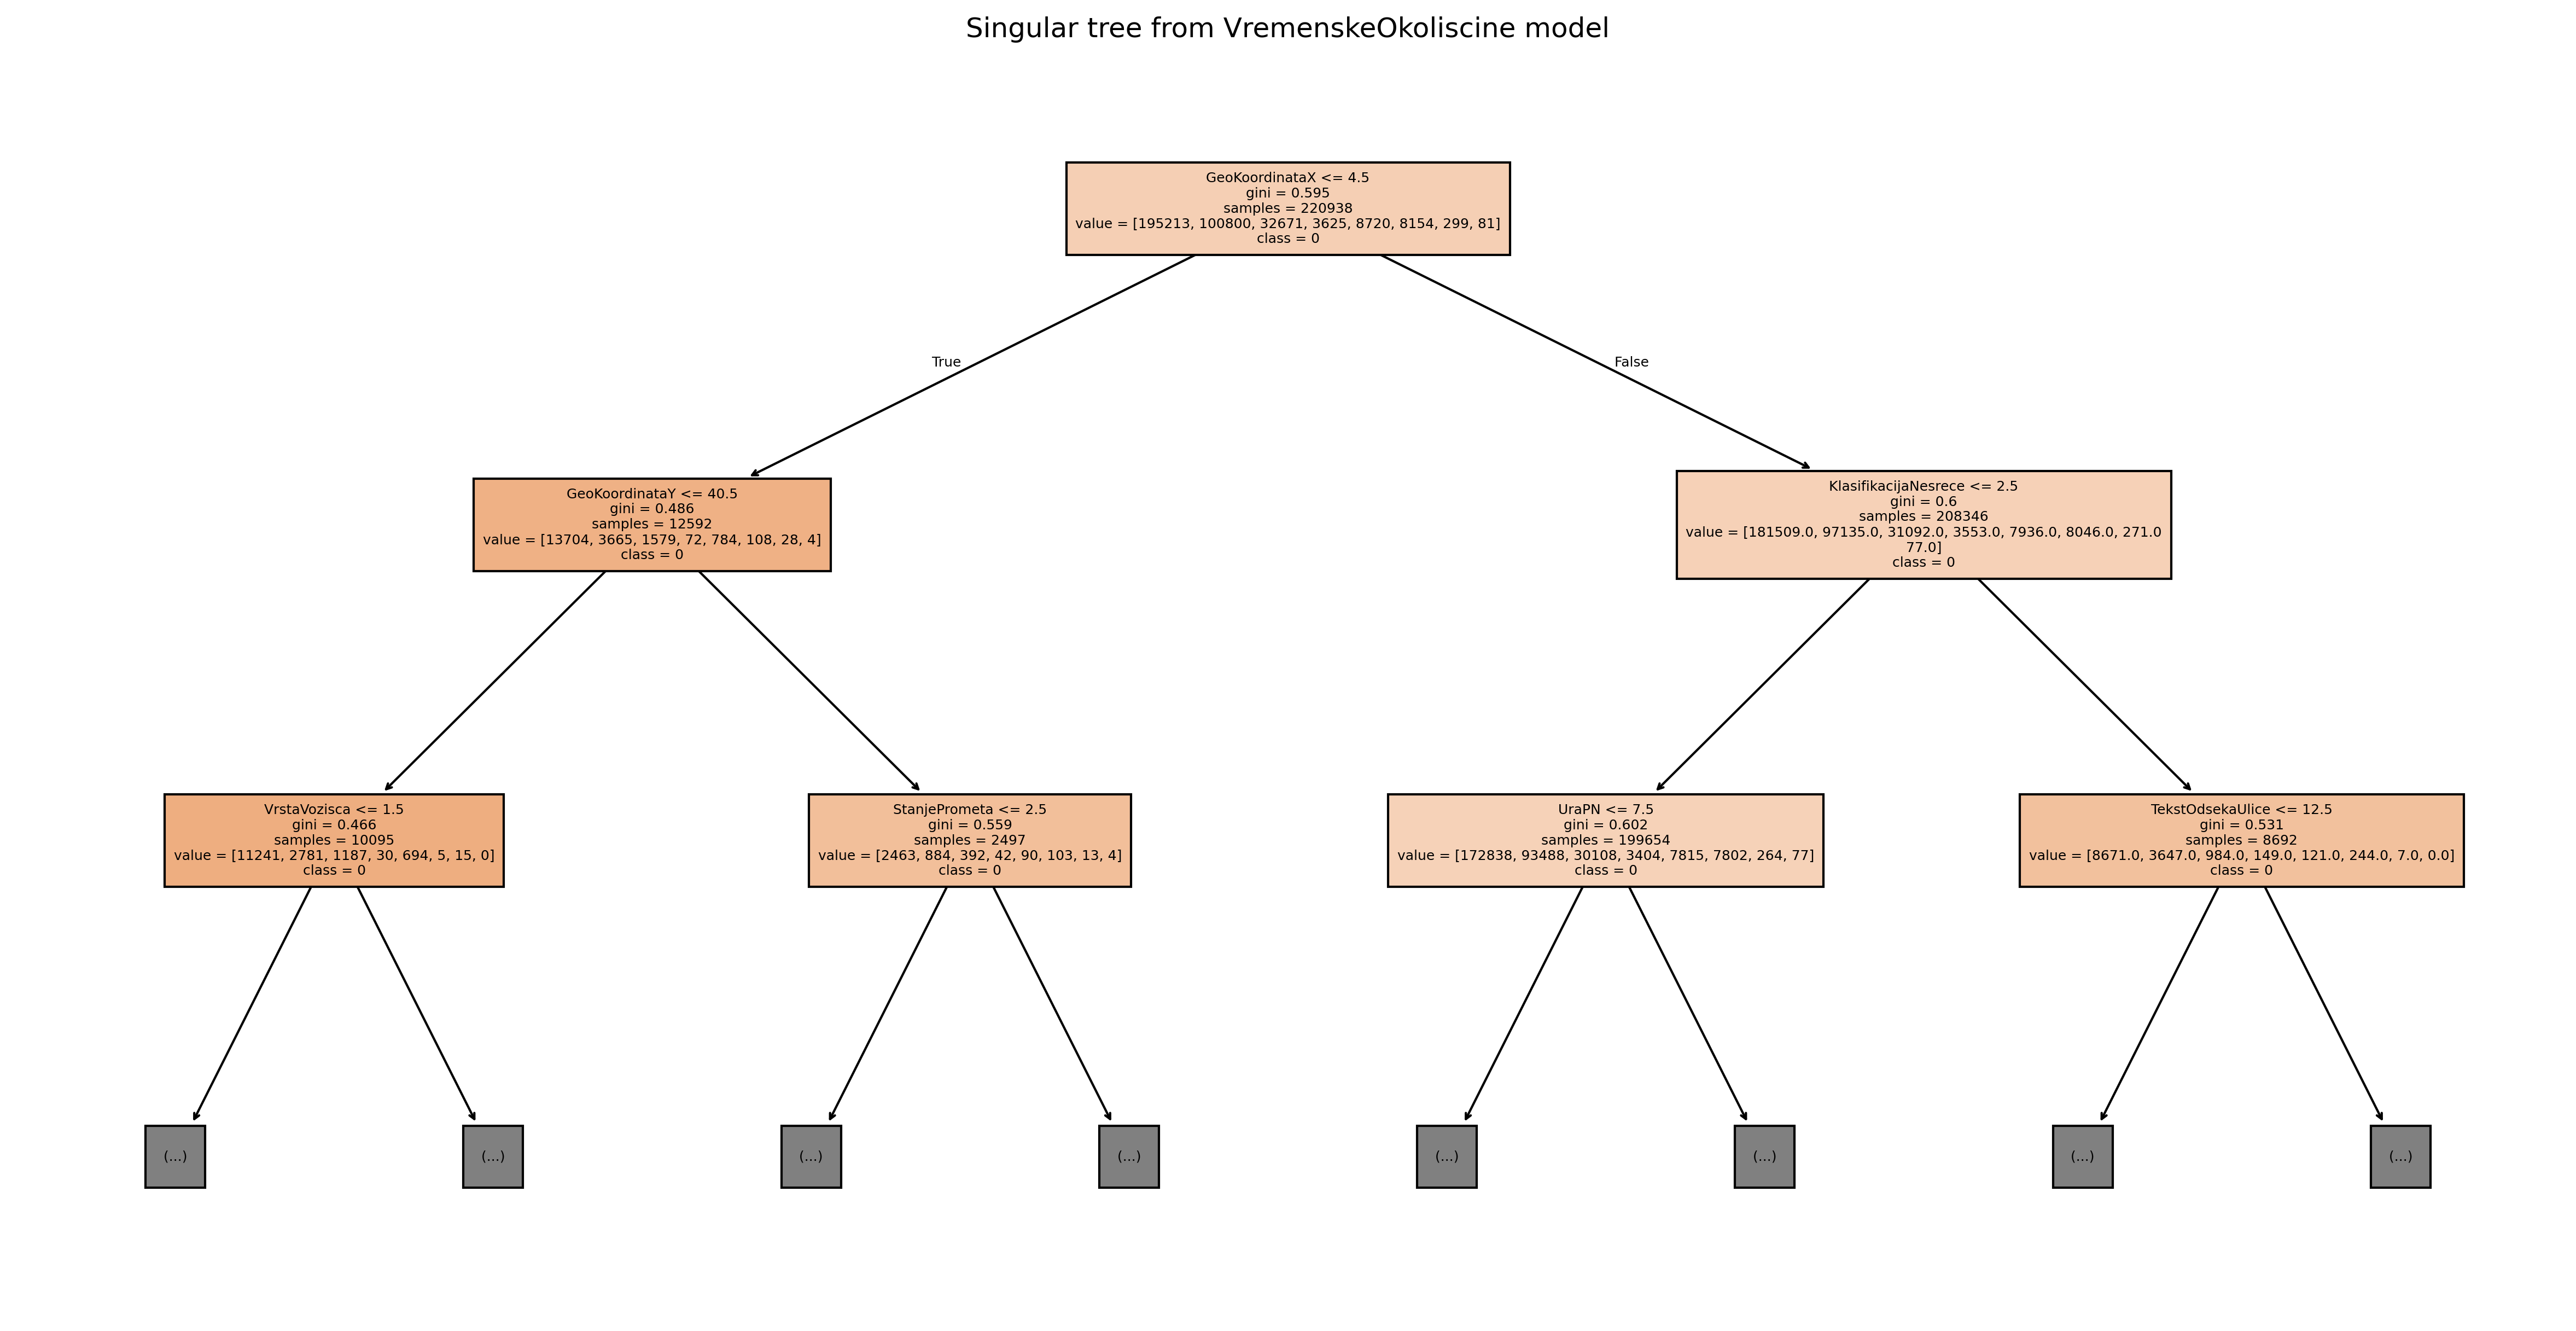 Singular tree from VremenskeOkoliscine model
GeoKoordinataX <= 4.5
gini = 0.595
samples = 220938
value = [195213, 100800, 32671, 3625, 8720, 8154, 299, 81]
class = 0
True
False
GeoKoordinataY <= 40.5
gini = 0.486
samples = 12592
value = [13704, 3665, 1579, 72, 784, 108, 28, 4]
class = 0
KlasifikacijaNesrece <= 2.5
gini = 0.6
samples = 208346
value = [181509.0, 97135.0, 31092.0, 3553.0, 7936.0, 8046.0, 271.0
77.0]
class = 0
VrstaVozisca <= 1.5
gini = 0.466
samples = 10095
value = [11241, 2781, 1187, 30, 694, 5, 15, 0]
class = 0
StanjePrometa <= 2.5
gini = 0.559
samples = 2497
value = [2463, 884, 392, 42, 90, 103, 13, 4]
class = 0
UraPN <= 7.5
gini = 0.602
samples = 199654
value = [172838, 93488, 30108, 3404, 7815, 7802, 264, 77]
class = 0
TekstOdsekaUlice <= 12.5
gini = 0.531
samples = 8692
value = [8671.0, 3647.0, 984.0, 149.0, 121.0, 244.0, 7.0, 0.0]
class = 0
(...)
(...)
(...)
(...)
(...)
(...)
(...)
(...)